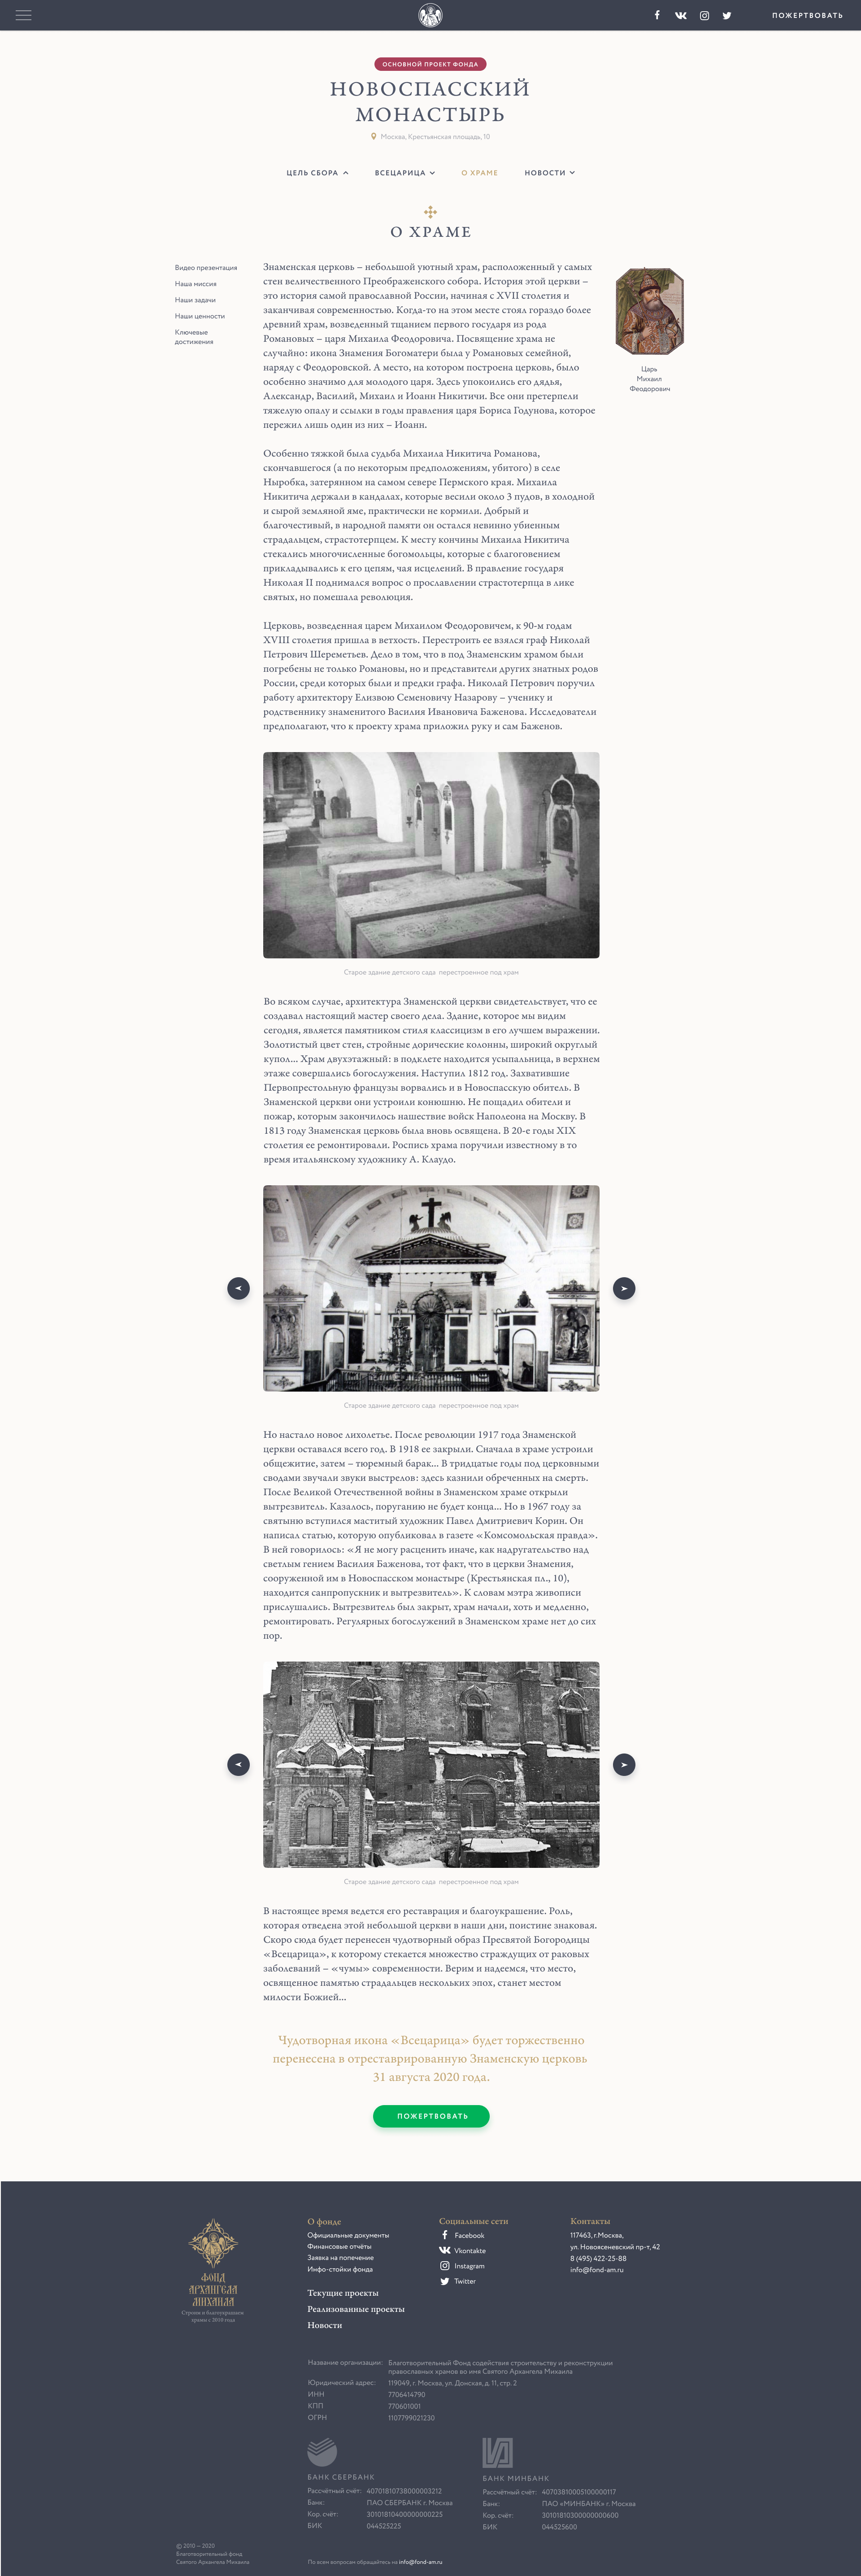 ПОЖЕРТВОВАТЬ
ОСНОВНОЙ ПРОЕКТ ФОНДА
НОВОСПАССКИЙ
МОНАСТЫРЬ
Москва, Крестьянская площадь, 10
ЦЕЛЬ СБОРА
ВСЕЦАРИЦА
О ХРАМЕ
НОВОСТИ
О ХРАМЕ
Видео презентация
Наша миссия
Наши задачи
Наши ценности
Ключевые
достижения
Знаменская церковь – небольшой уютный храм, расположенный у самых
стен величественного Преображенского собора. История этой церкви –
это история самой православной России, начиная с XVII столетия и
заканчивая современностью. Когда-то на этом месте стоял гораздо более
древний храм, возведенный тщанием первого государя из рода
Романовых – царя Михаила Феодоровича. Посвящение храма не
случайно: икона Знамения Богоматери была у Романовых семейной,
наряду с Феодоровской. А место, на котором построена церковь, было
особенно значимо для молодого царя. Здесь упокоились его дядья,
Александр, Василий, Михаил и Иоанн Никитичи. Все они претерпели
тяжелую опалу и ссылки в годы правления царя Бориса Годунова, которое
пережил лишь один из них – Иоанн.
Царь
Михаил
Феодорович
Особенно тяжкой была судьба Михаила Никитича Романова,
скончавшегося (а по некоторым предположениям, убитого) в селе
Ныробка, затерянном на самом севере Пермского края. Михаила
Никитича держали в кандалах, которые весили около 3 пудов, в холодной
и сырой земляной яме, практически не кормили. Добрый и
благочестивый, в народной памяти он остался невинно убиенным
страдальцем, страстотерпцем. К месту кончины Михаила Никитича
стекались многочисленные богомольцы, которые с благоговением
прикладывались к его цепям, чая исцелений. В правление государя
Николая II поднимался вопрос о прославлении страстотерпца в лике
святых, но помешала революция.
Церковь, возведенная царем Михаилом Феодоровичем, к 90-м годам
XVIII столетия пришла в ветхость. Перестроить ее взялся граф Николай
Петрович Шереметьев. Дело в том, что в под Знаменским храмом были
погребены не только Романовы, но и представители других знатных родов
России, среди которых были и предки графа. Николай Петрович поручил
работу архитектору Елизвою Семеновичу Назарову – ученику и
родственнику знаменитого Василия Ивановича Баженова. Исследователи
предполагают, что к проекту храма приложил руку и сам Баженов.
Старое здание детского сада перестроенное под храм
Во всяком случае, архитектура Знаменской церкви свидетельствует, что ее
создавал настоящий мастер своего дела. Здание, которое мы видим
сегодня, является памятником стиля классицизм в его лучшем выражении.
Золотистый цвет стен, стройные дорические колонны, широкий округлый
купол... Храм двухэтажный: в подклете находится усыпальница, в верхнем
этаже совершались богослужения. Наступил 1812 год. Захватившие
Первопрестольную французы ворвались и в Новоспасскую обитель. В
Знаменской церкви они устроили конюшню. Не пощадил обители и
пожар, которым закончилось нашествие войск Наполеона на Москву. В
1813 году Знаменская церковь была вновь освящена. В 20-е годы XIX
столетия ее ремонтировали. Роспись храма поручили известному в то
время итальянскому художнику А. Клаудо.
Старое здание детского сада перестроенное под храм
Но настало новое лихолетье. После революции 1917 года Знаменской
церкви оставался всего год. В 1918 ее закрыли. Сначала в храме устроили
общежитие, затем – тюремный барак... В тридцатые годы под церковными
сводами звучали звуки выстрелов: здесь казнили обреченных на смерть.
После Великой Отечественной войны в Знаменском храме открыли
вытрезвитель. Казалось, поруганию не будет конца... Но в 1967 году за
святыню вступился маститый художник Павел Дмитриевич Корин. Он
написал статью, которую опубликовал в газете «Комсомольская правда».
В ней говорилось: «Я не могу расценить иначе, как надругательство над
светлым гением Василия Баженова, тот факт, что в церкви Знамения,
сооруженной им в Новоспасском монастыре (Крестьянская пл., 10),
находится санпропускник и вытрезвитель». К словам мэтра живописи
прислушались. Вытрезвитель был закрыт, храм начали, хоть и медленно,
ремонтировать. Регулярных богослужений в Знаменском храме нет до сих
пор.
Старое здание детского сада перестроенное под храм
В настоящее время ведется его реставрация и благоукрашение. Роль,
которая отведена этой небольшой церкви в наши дни, поистине знаковая.
Скоро сюда будет перенесен чудотворный образ Пресвятой Богородицы
«Всецарица», к которому стекается множество страждущих от раковых
заболеваний – «чумы» современности. Верим и надеемся, что место,
освященное памятью страдальцев нескольких эпох, станет местом
милости Божией...
Чудотворная икона «Всецарица» будет торжественно
перенесена в отреставрированную Знаменскую церковь
31 августа 2020 года.
ПОЖЕРТВОВАТЬ
ФОНД
АРХАНГЕЛА
МИХАИЛА
Строим и благоукрашаем
храмы с 2010 года
О фонде
Официальные документы
Финансовые отчёты
Заявка на попечение
Инфо-стойки фонда
Текущие проекты
Реализованные проекты
Новости
Социальные сети
Facebook
Vkontakte
Instagram
Twitter
Контакты
117463, г.Москва,
ул. Новоясеневский пр-т, 42
8 (495) 422-25-88
info@fond-am.ru
Название организации: Благотворительный Фонд содействия строительству и реконструкции
православных храмов во имя Святого Архангела Михаила
Юридический адрес: 119049, г. Москва, ул. Донская, д. 11, стр. 2
ИНН 7706414790
КПП 770601001
ОГРН 1107799021230
БАНК СБЕРБАНК
Рассчётный счёт: 40701810738000003212
Банк: ПАО СБЕРБАНК г. Москва
Кор. счёт: 30101810400000000225
БИК 044525225
БАНК МИНБАНК
Рассчётный счёт: 40703810005100000117
Банк: ПАО «МИНБАНК» г. Москва
Кор. счёт: 30101810300000000600
БИК 044525600
© 2010 — 2020
Благотворительный фонд
Святого Архангела Михаила
По всем вопросам обращайтесь на info@fond-am.ru